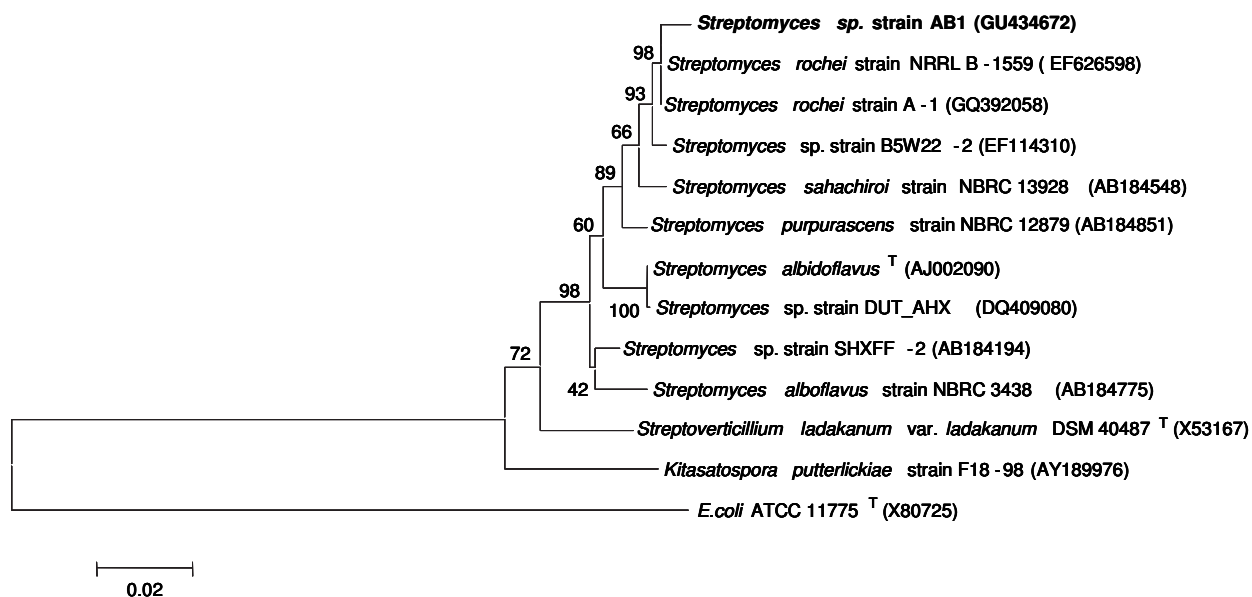 Streptomyces sp. strain AB1 (GU434672)
98
Streptomyces rochei strain NRRL B -1559 ( EF626598)
93
Streptomyces rochei strain A -1 (GQ392058)
66
Streptomyces sp. strain B5W22 -2 (EF114310)
89
Streptomyces sahachiroi strain NBRC 13928 (AB184548)
60
Streptomyces purpurascens strain NBRC 12879 (AB184851)
Streptomyces albidoflavus T (AJ002090)
98
100
Streptomyces sp. strain DUT_AHX (DQ409080)
72
Streptomyces sp. strain SHXFF -2 (AB184194)
42
Streptomyces alboflavus strain NBRC 3438 (AB184775)
Streptoverticillium ladakanum var. ladakanum DSM 40487 T (X53167)
Kitasatospora putterlickiae strain F18 -98 (AY189976)
E.coli ATCC 11775 T (X80725)
0.02